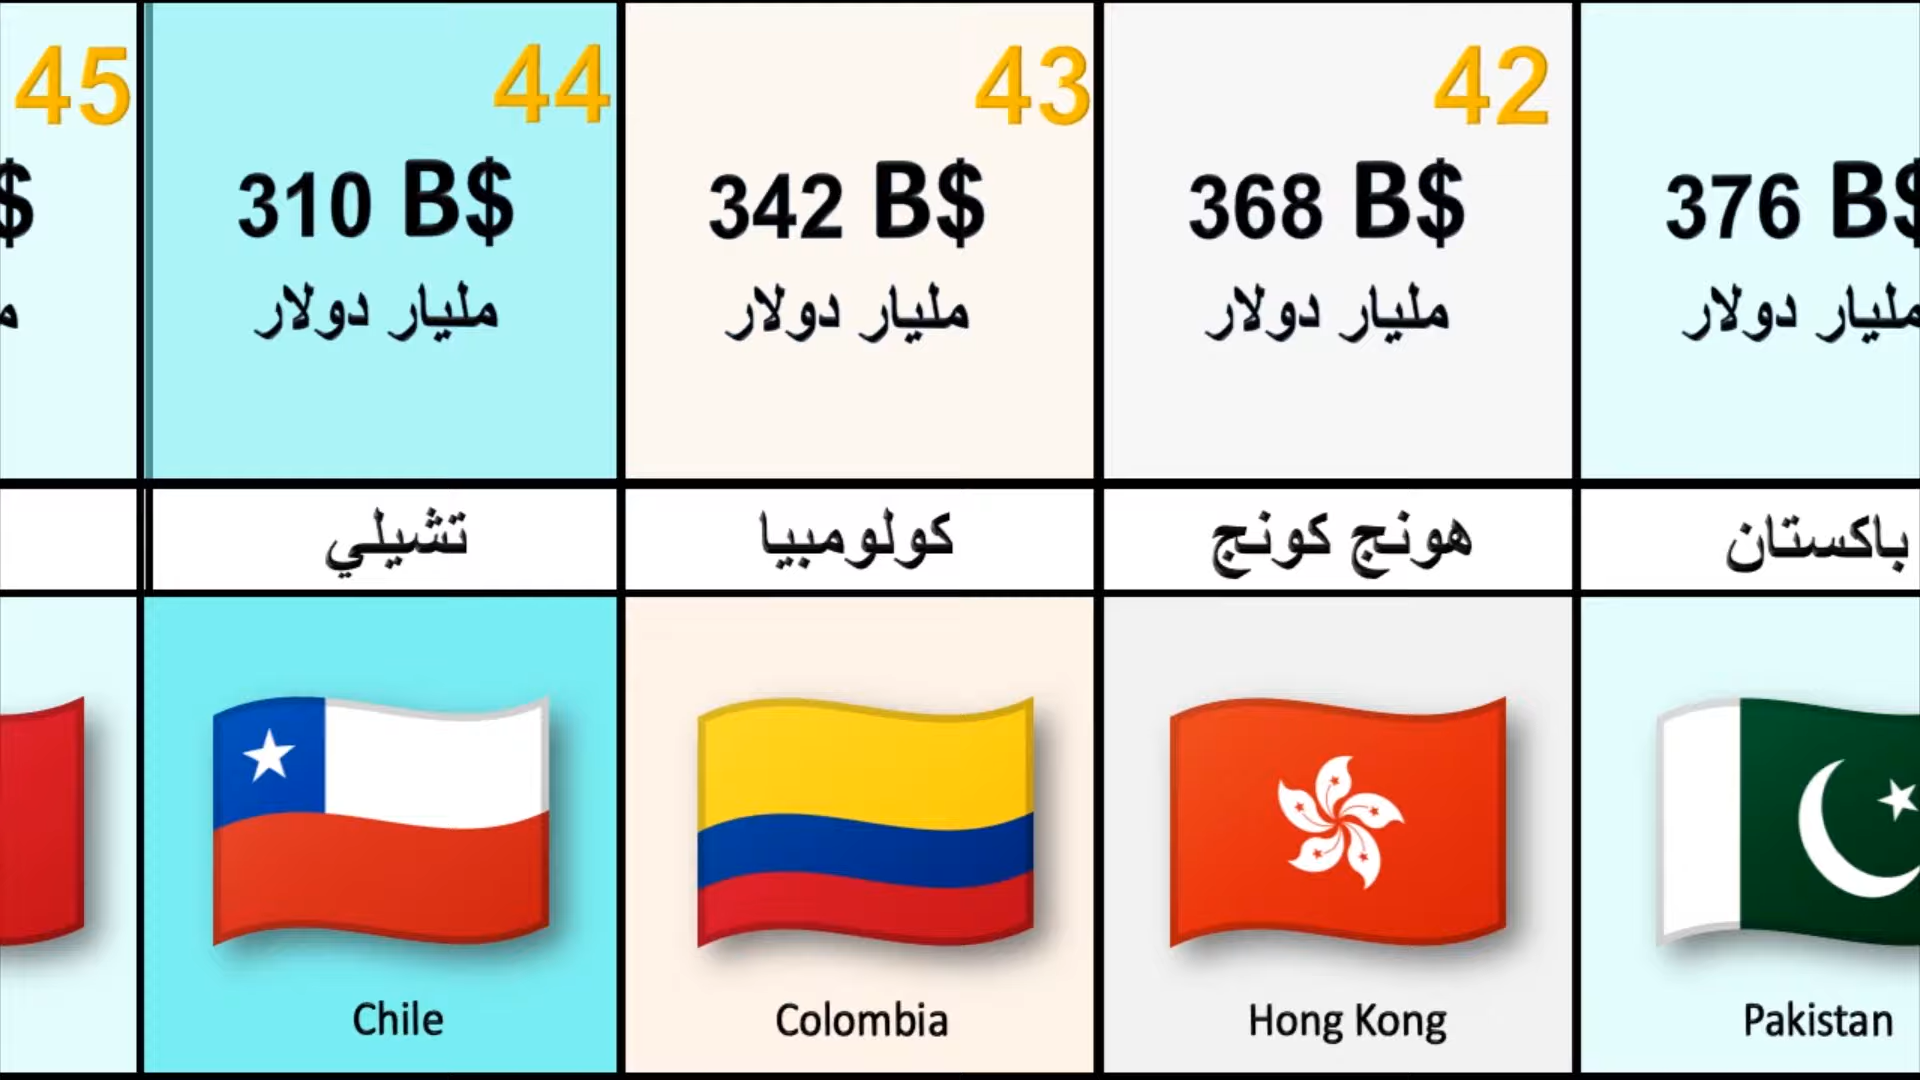 45
$
44
310 B$
مليار دولار
تشيلي
Chile
43
342 B$
مليار دولار
كولومبيا
Colombia
42
368 B$
مليار دولار
هونج كونج
Hong Kong
376 B$
مليار دولار
باكستان
Pakistan